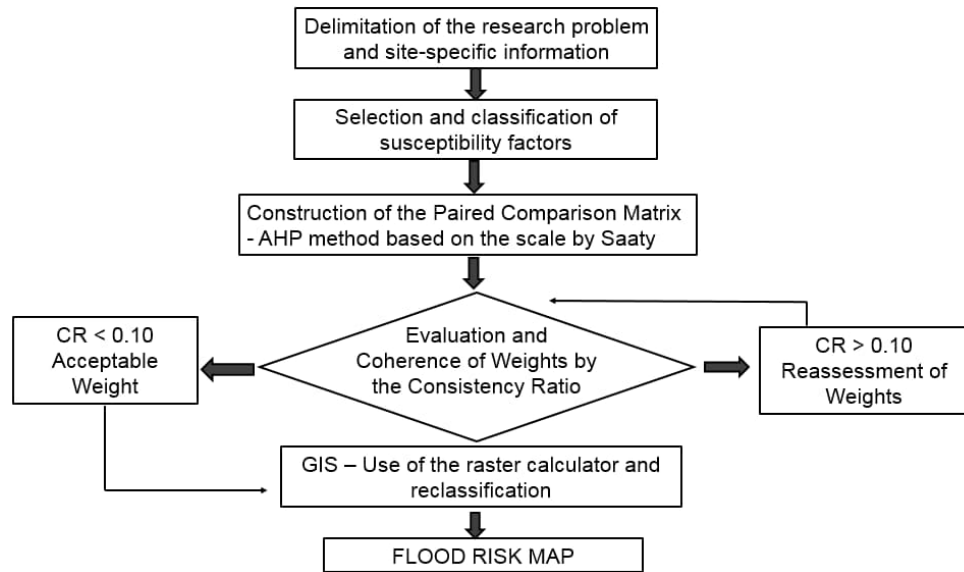 Delimitation of the research problem
and site-specific information
Selection and classification of
susceptibility factors
Construction of the Paired Comparison Matrix
- AHP method based on the scale by Saaty
Evaluation and
Coherence of Weights by
the Consistency Ratio
CR < 0.10
Acceptable
Weight
CR > 0.10
Reassessment of
Weights
GIS – Use of the raster calculator and
reclassification
FLOOD RISK MAP